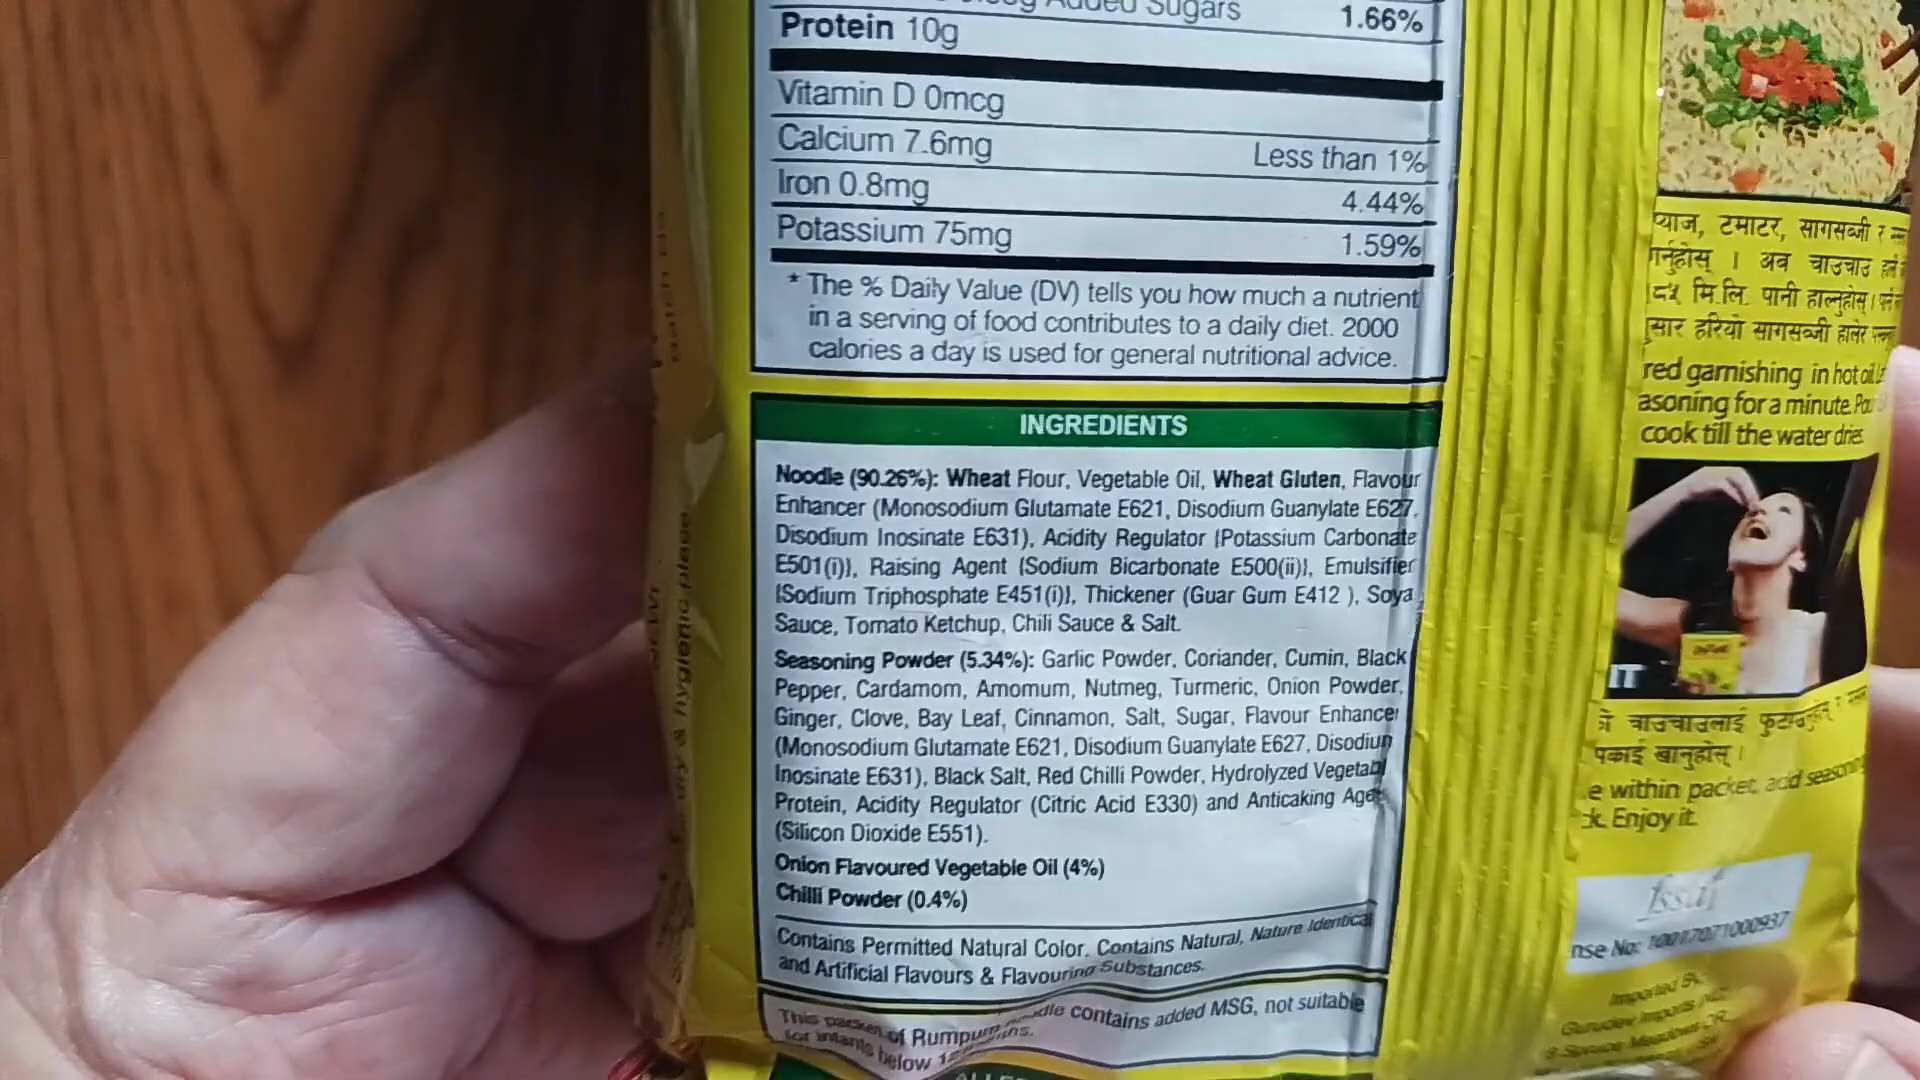 Added Sugars 1.66%
Protein 10g
Vitamin D 0mcg
Calcium 7.6mg Less than 1%
Iron 0.8mg 4.44%
Potassium 75mg 1.59%
* The % Daily Value (DV) tells you how much a nutrient
in a serving of food contributes to a daily diet. 2000
calories a day is used for general nutritional advice.
INGREDIENTS
Noodle (90.26%): Wheat Flour, Vegetable Oil, Wheat Gluten, Flavour
Enhancer (Monosodium Glutamate E621, Disodium Guanylate E627,
Disodium Inosinate E631), Acidity Regulator {Potassium Carbonate
E501(i)}, Raising Agent {Sodium Bicarbonate E500(ii)}, Emulsifier
{Sodium Triphosphate E451(i)}, Thickener (Guar Gum E412 ), Soya
Sauce, Tomato Ketchup, Chili Sauce & Salt.
Seasoning Powder (5.34%): Garlic Powder, Coriander, Cumin, Black
Pepper, Cardamom, Amomum, Nutmeg, Turmeric, Onion Powder,
Ginger, Clove, Bay Leaf, Cinnamon, Salt, Sugar, Flavour Enhancer
(Monosodium Glutamate E621, Disodium Guanylate E627, Disodium
Inosinate E631), Black Salt, Red Chilli Powder, Hydrolyzed Vegetabl
Protein, Acidity Regulator (Citric Acid E330) and Anticaking Age
(Silicon Dioxide E551).
Onion Flavoured Vegetable Oil (4%)
Chilli Powder (0.4%)
Contains Permitted Natural Color. Contains Natural, Nature Identical
and Artificial Flavours & Flavouring Substances.
This packet of Rumpum contains added MSG, not suitable
for infants below
& hygienic place
प्याज, टमाटर, सागसब्जी र
गर्नुहोस् । अब चाउचाउ
मि.लि. पानी हाल्नुहोस् ।
हरियो सागसब्जी हालेर
red garnishing in hot oil
asoning for a minute.
cook till the water dries
IT
चाउचाउलाई
पकाई खानुहोस् ।
e within packet, add seasoning
k. Enjoy it.
fssai
nse No: 10017071000937
Imported By
Gurudev Imports